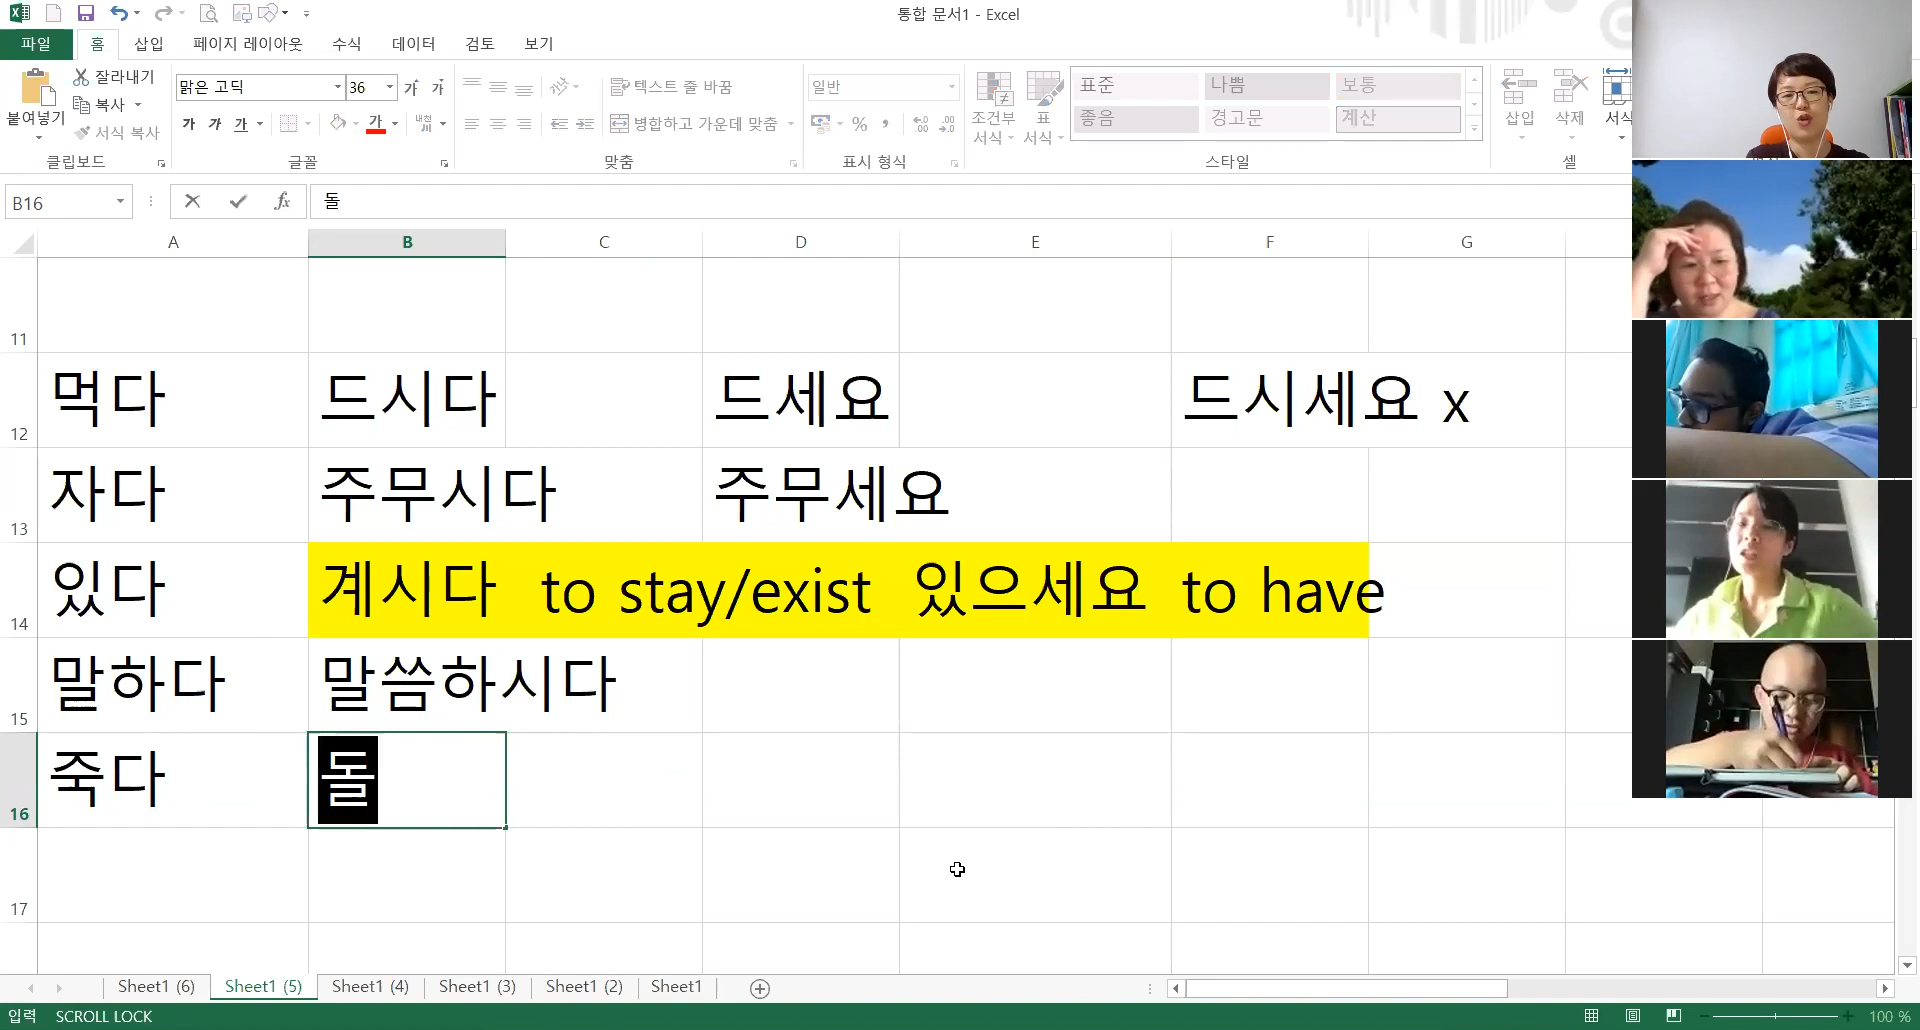 통합 문서1 - Excel
파일 홈 삽입 페이지 레이아웃 수식 데이터 검토 보기
붙여넣기 잘라내기 복사 서식 복사
맑은 고딕 36 가 가
가 가 가 가 내천
텍스트 줄 바꿈
병합하고 가운데 맞춤
일반
% ,
조건부 서식 표 서식
표준 나쁨 보통
좋음 경고문 계산
삽입 삭제 서식
클립보드 글꼴 맞춤 표시 형식 스타일 셀
B16 fx 돌
A B C D E F G
11
12 먹다 드시다 드세요 드시세요 x
13 자다 주무시다 주무세요
14 있다 계시다 to stay/exist 있으세요 to have
15 말하다 말씀하시다
16 죽다 돌
17
Sheet1 (6) Sheet1 (5) Sheet1 (4) Sheet1 (3) Sheet1 (2) Sheet1
입력 SCROLL LOCK 100 %